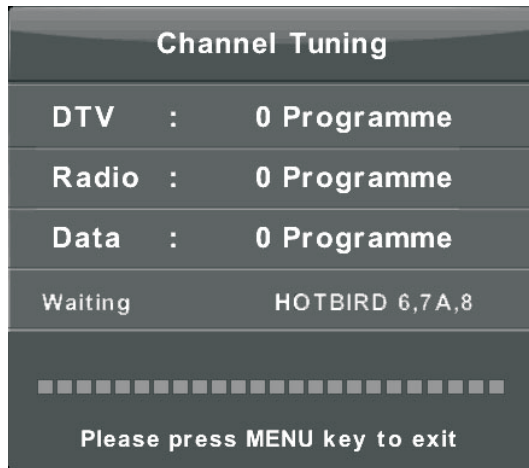 Channel Tuning
DTV : 0 Programme
Radio : 0 Programme
Data : 0 Programme
Waiting HOTBIRD 6,7A,8
Please press MENU key to exit